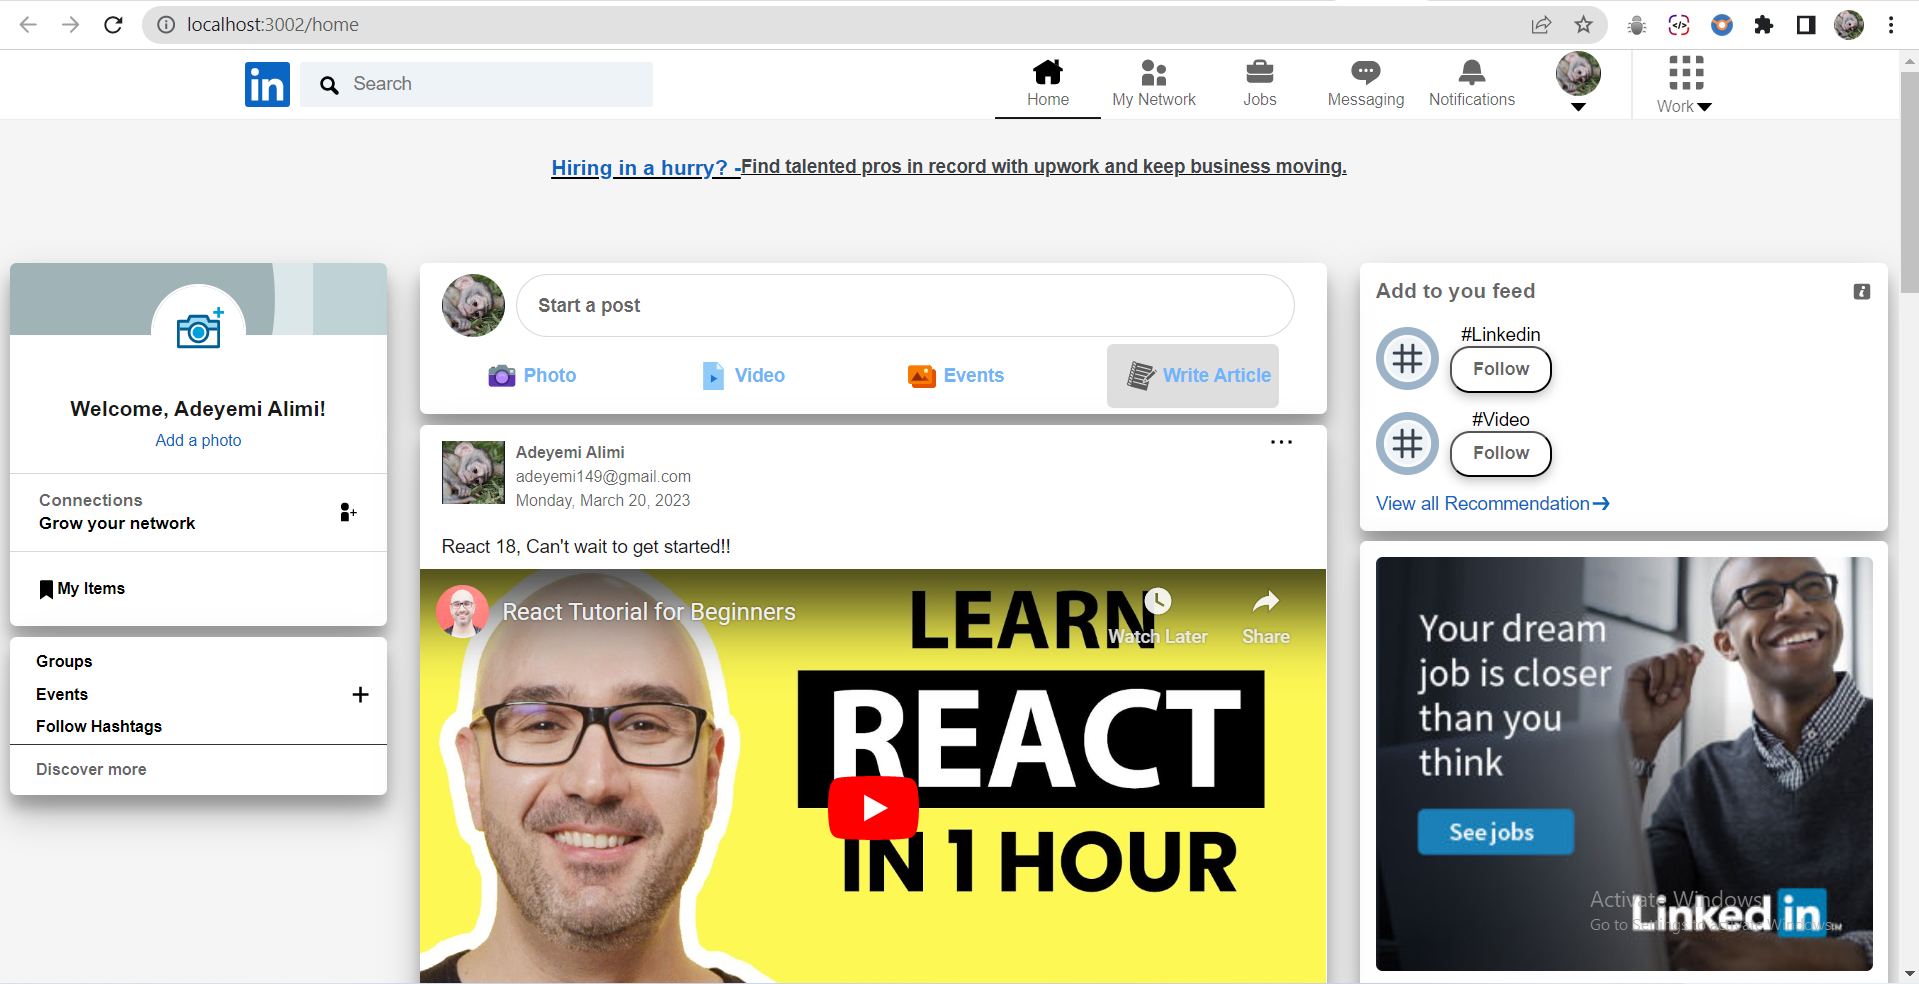 localhost:3002/home
in
Search
Home
My Network
Jobs
Messaging
Notifications
Work
Hiring in a hurry? -Find talented pros in record with upwork and keep business moving.
Welcome, Adeyemi Alimi!
Add a photo
Connections
Grow your network
My Items
Groups
Events
Follow Hashtags
Discover more
Start a post
Photo
Video
Events
Write Article
Adeyemi Alimi
adeyemi149@gmail.com
Monday, March 20, 2023
React 18, Can't wait to get started!!
React Tutorial for Beginners
Watch Later
Share
LEARN
REACT
IN 1 HOUR
Add to you feed
#Linkedin
Follow
#Video
Follow
View all Recommendation
Your dream
job is closer
than you
think
See jobs
Linked in
Activate Windows
Go to Settings to activate Windows.